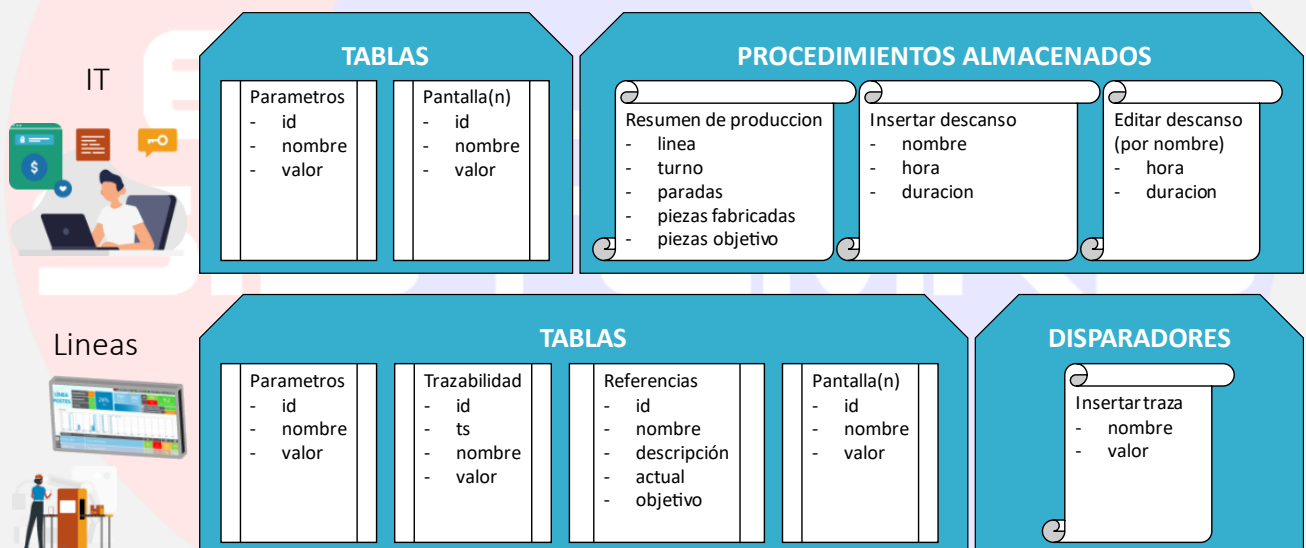 IT
TABLAS
Parametros
- id
- nombre
- valor
Pantalla(n)
- id
- nombre
- valor
PROCEDIMIENTOS ALMACENADOS
Resumen de produccion
- linea
- turno
- paradas
- piezas fabricadas
- piezas objetivo
Insertar descanso
- nombre
- hora
- duracion
Editar descanso
(por nombre)
- hora
- duracion
Lineas
TABLAS
Parametros
- id
- nombre
- valor
Trazabilidad
- id
- ts
- nombre
- valor
Referencias
- id
- nombre
- descripción
- actual
- objetivo
Pantalla(n)
- id
- nombre
- valor
DISPARADORES
Insertar traza
- nombre
- valor